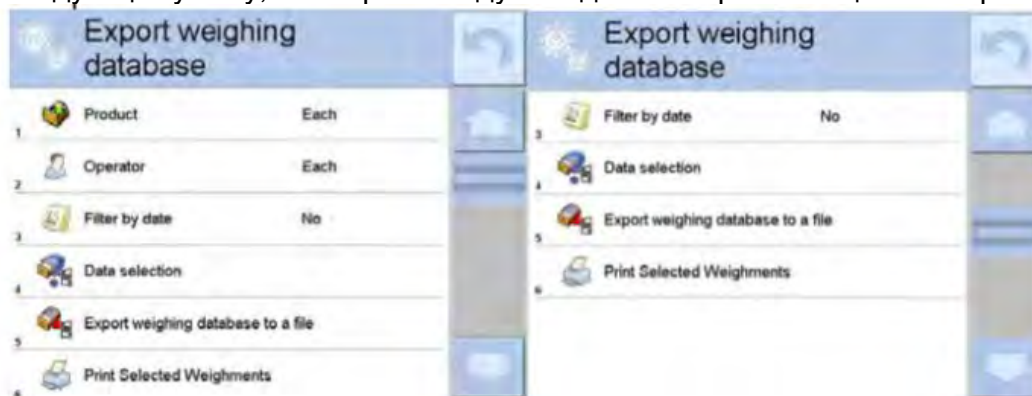 Export weighing
database
1 Product Each
2 Operator Each
3 Filter by date No
4 Data selection
5 Export weighing database to a file
6 Print Selected Weighments
Export weighing
database
3 Filter by date No
4 Data selection
5 Export weighing database to a file
6 Print Selected Weighments